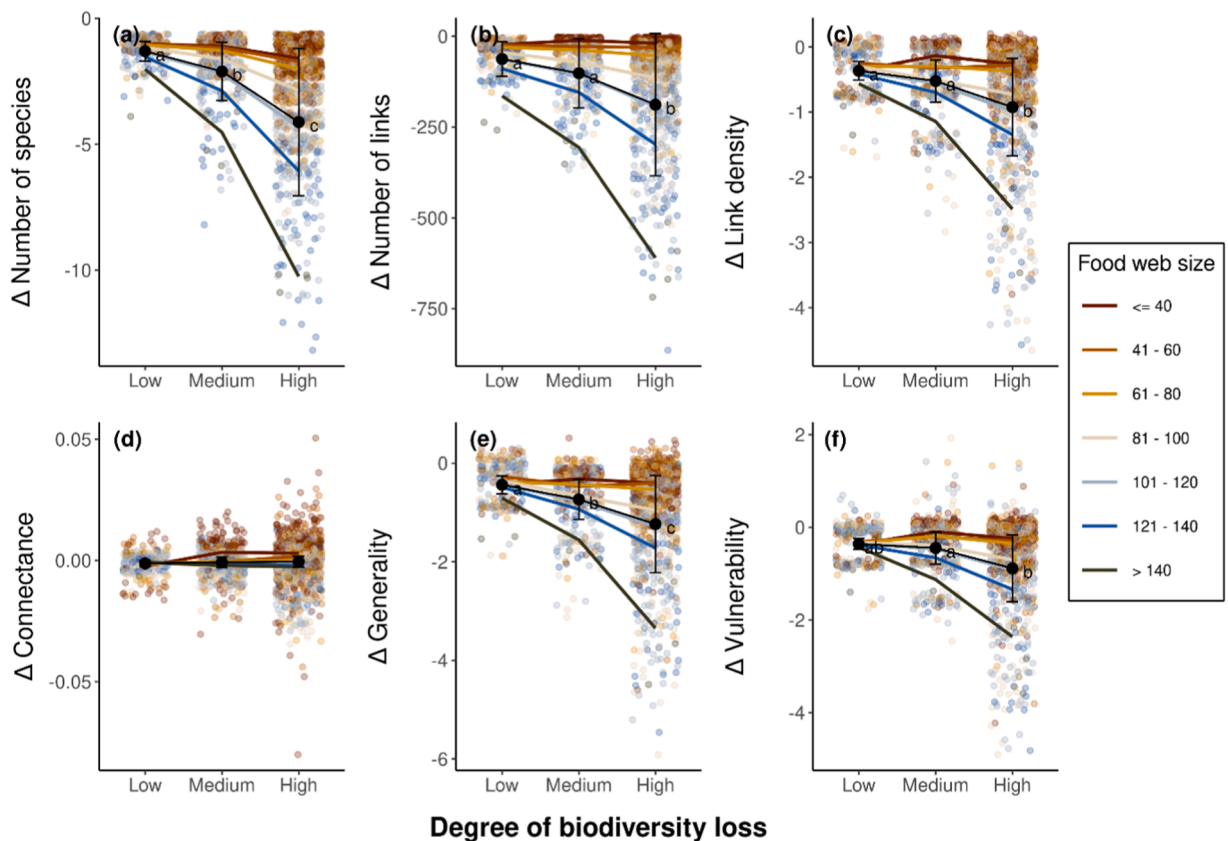 (a)
Δ Number of species
0
-5
-10
a
b
c
Low Medium High
(b)
Δ Number of links
0
-250
-500
-750
a
a
b
Low Medium High
(c)
Δ Link density
0
-1
-2
-3
-4
a
a
b
Low Medium High
Food web size
<= 40
41 - 60
61 - 80
81 - 100
101 - 120
121 - 140
> 140
(d)
Δ Connectance
0.05
0.00
-0.05
Low Medium High
(e)
Δ Generality
0
-2
-4
-6
a
b
c
Low Medium High
(f)
Δ Vulnerability
2
0
-2
-4
ab
a
b
Low Medium High
Degree of biodiversity loss